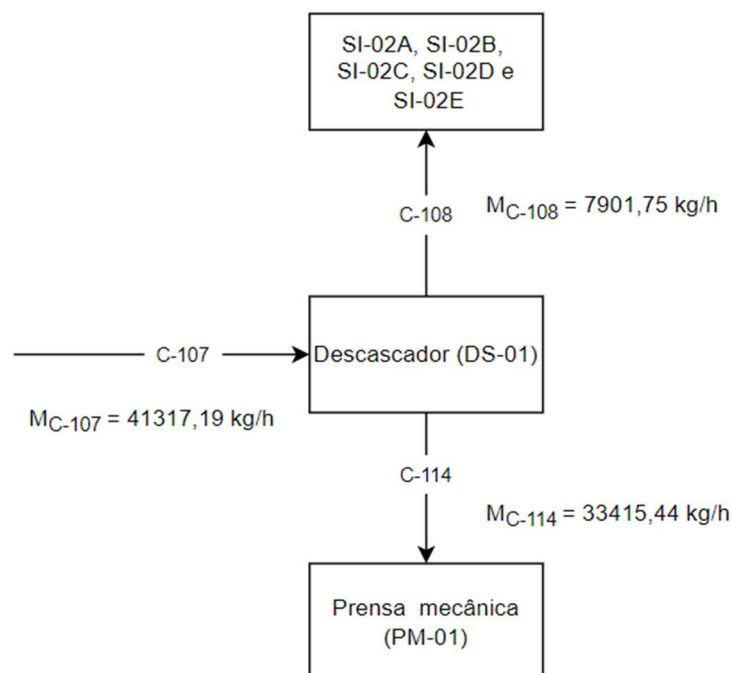 SI-02A, SI-02B,
SI-02C, SI-02D e
SI-02E
C-108
MC-108 = 7901,75 kg/h
C-107
Descascador (DS-01)
MC-107 = 41317,19 kg/h
C-114
MC-114 = 33415,44 kg/h
Prensa mecânica
(PM-01)